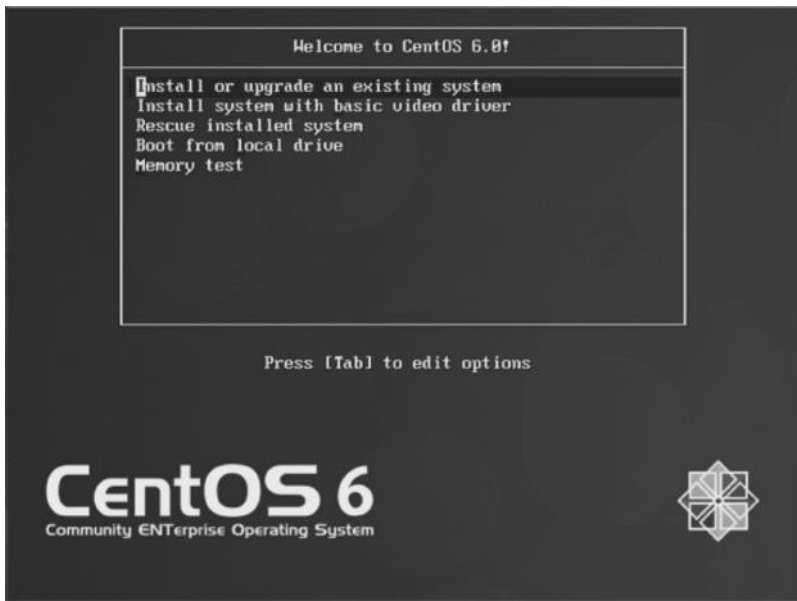 Welcome to CentOS 6.0!
Install or upgrade an existing system
Install system with basic video driver
Rescue installed system
Boot from local drive
Memory test
Press [Tab] to edit options
CentOS 6
Community ENTerprise Operating System